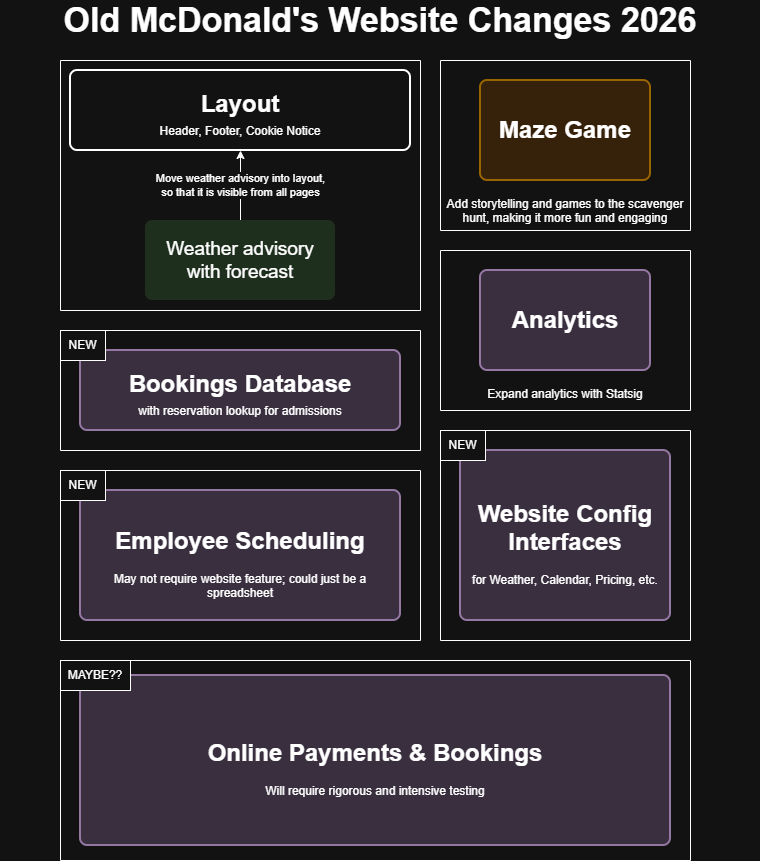 Old McDonald's Website Changes 2026
Layout
Header, Footer, Cookie Notice
Move weather advisory into layout,
so that it is visible from all pages
Weather advisory
with forecast
Maze Game
Add storytelling and games to the scavenger
hunt, making it more fun and engaging
Analytics
Expand analytics with Statsig
NEW
Bookings Database
with reservation lookup for admissions
NEW
Employee Scheduling
May not require website feature; could just be a
spreadsheet
NEW
Website Config
Interfaces
for Weather, Calendar, Pricing, etc.
MAYBE??
Online Payments & Bookings
Will require rigorous and intensive testing